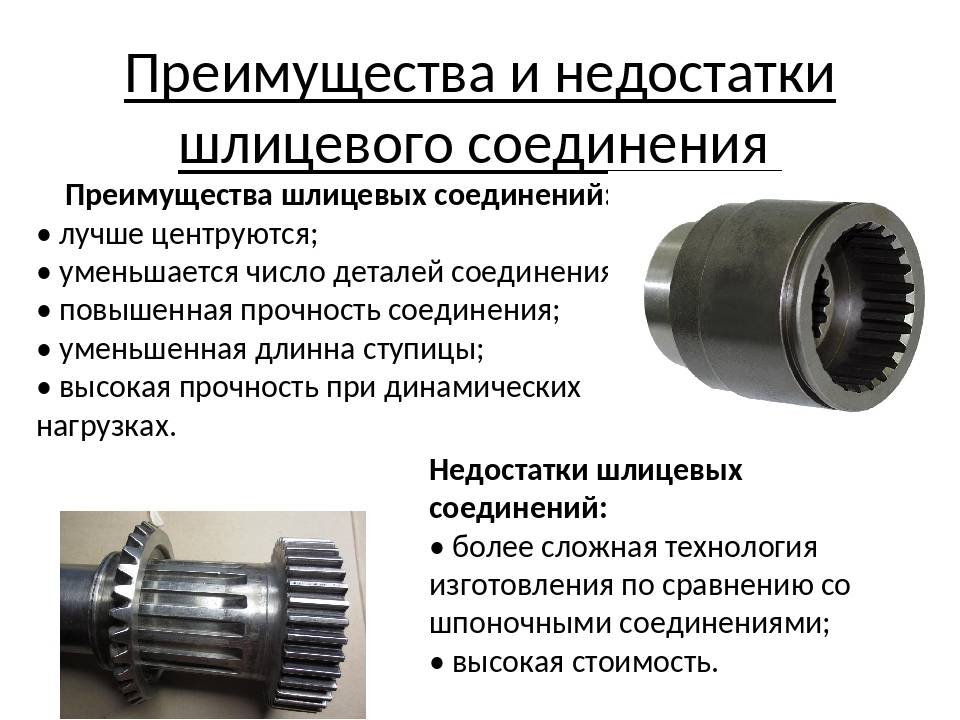 Преимущества и недостатки
шлицевого соединения
Преимущества шлицевых соединений:
• лучше центруются;
• уменьшается число деталей соединения
• повышенная прочность соединения;
• уменьшенная длинна ступицы;
• высокая прочность при динамических
нагрузках.
Недостатки шлицевых
соединений:
• более сложная технология
изготовления по сравнению со
шпоночными соединениями;
• высокая стоимость.